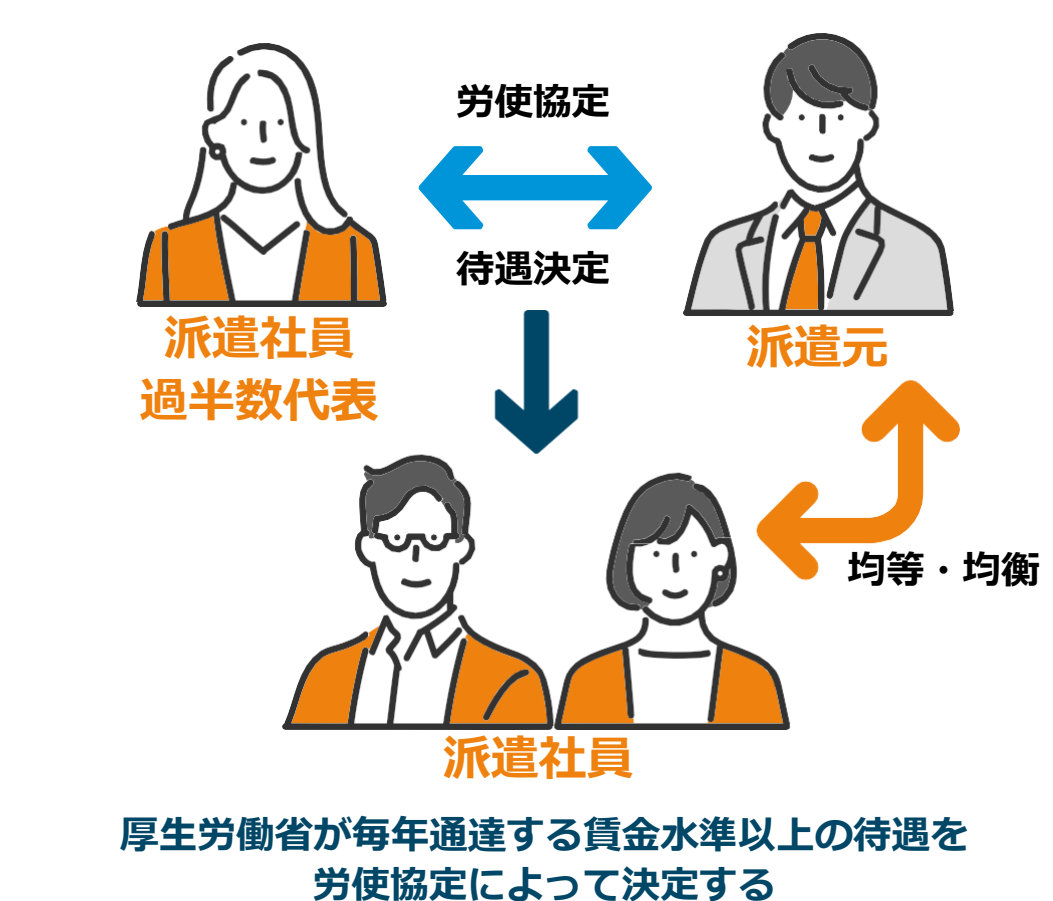 労使協定
待遇決定
派遣社員
過半数代表
派遣元
均等・均衡
派遣社員
厚生労働省が毎年通達する賃金水準以上の待遇を
労使協定によって決定する